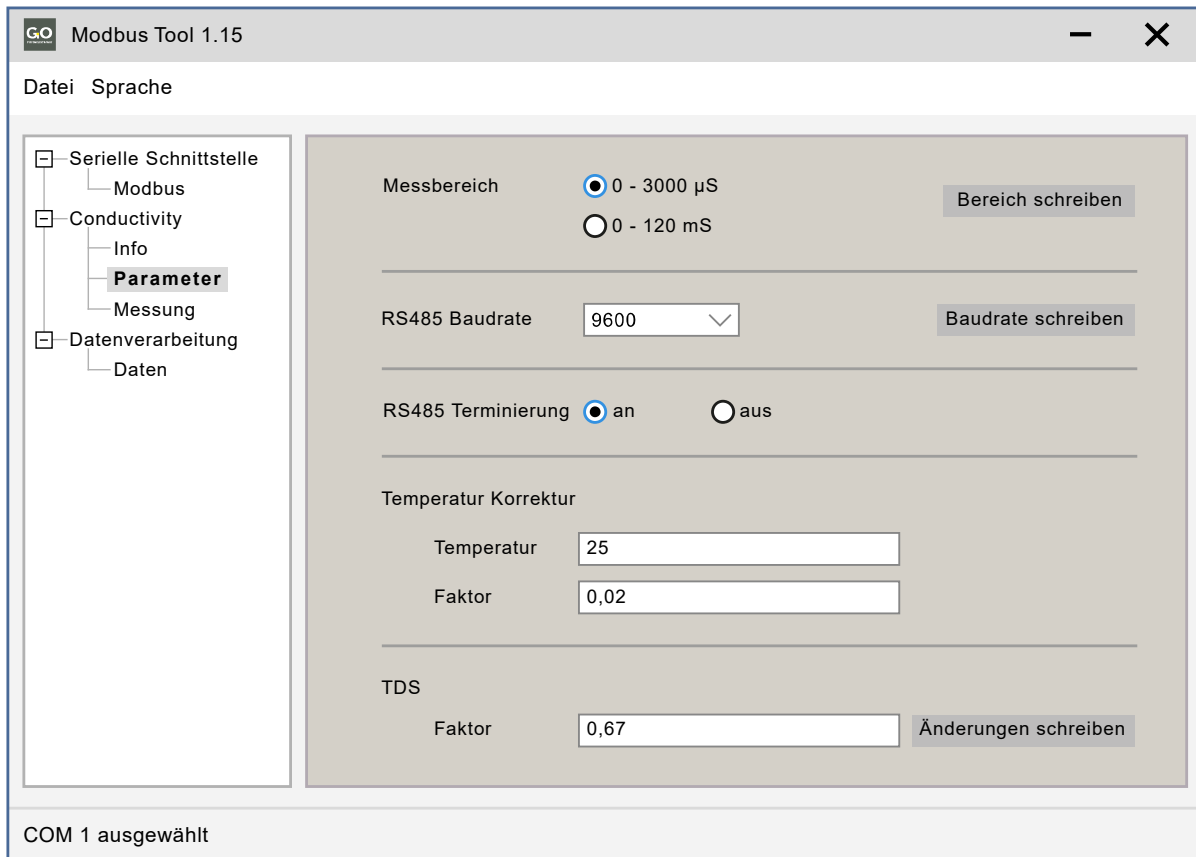 GO
Modbus Tool 1.15
Datei Sprache
Serielle Schnittstelle
Modbus
Conductivity
Info
Parameter
Messung
Datenverarbeitung
Daten
Messbereich
0 - 3000 µS
0 - 120 mS
Bereich schreiben
RS485 Baudrate
9600
Baudrate schreiben
RS485 Terminierung
an
aus
Temperatur Korrektur
Temperatur
25
Faktor
0,02
TDS
Faktor
0,67
Änderungen schreiben
COM 1 ausgewählt